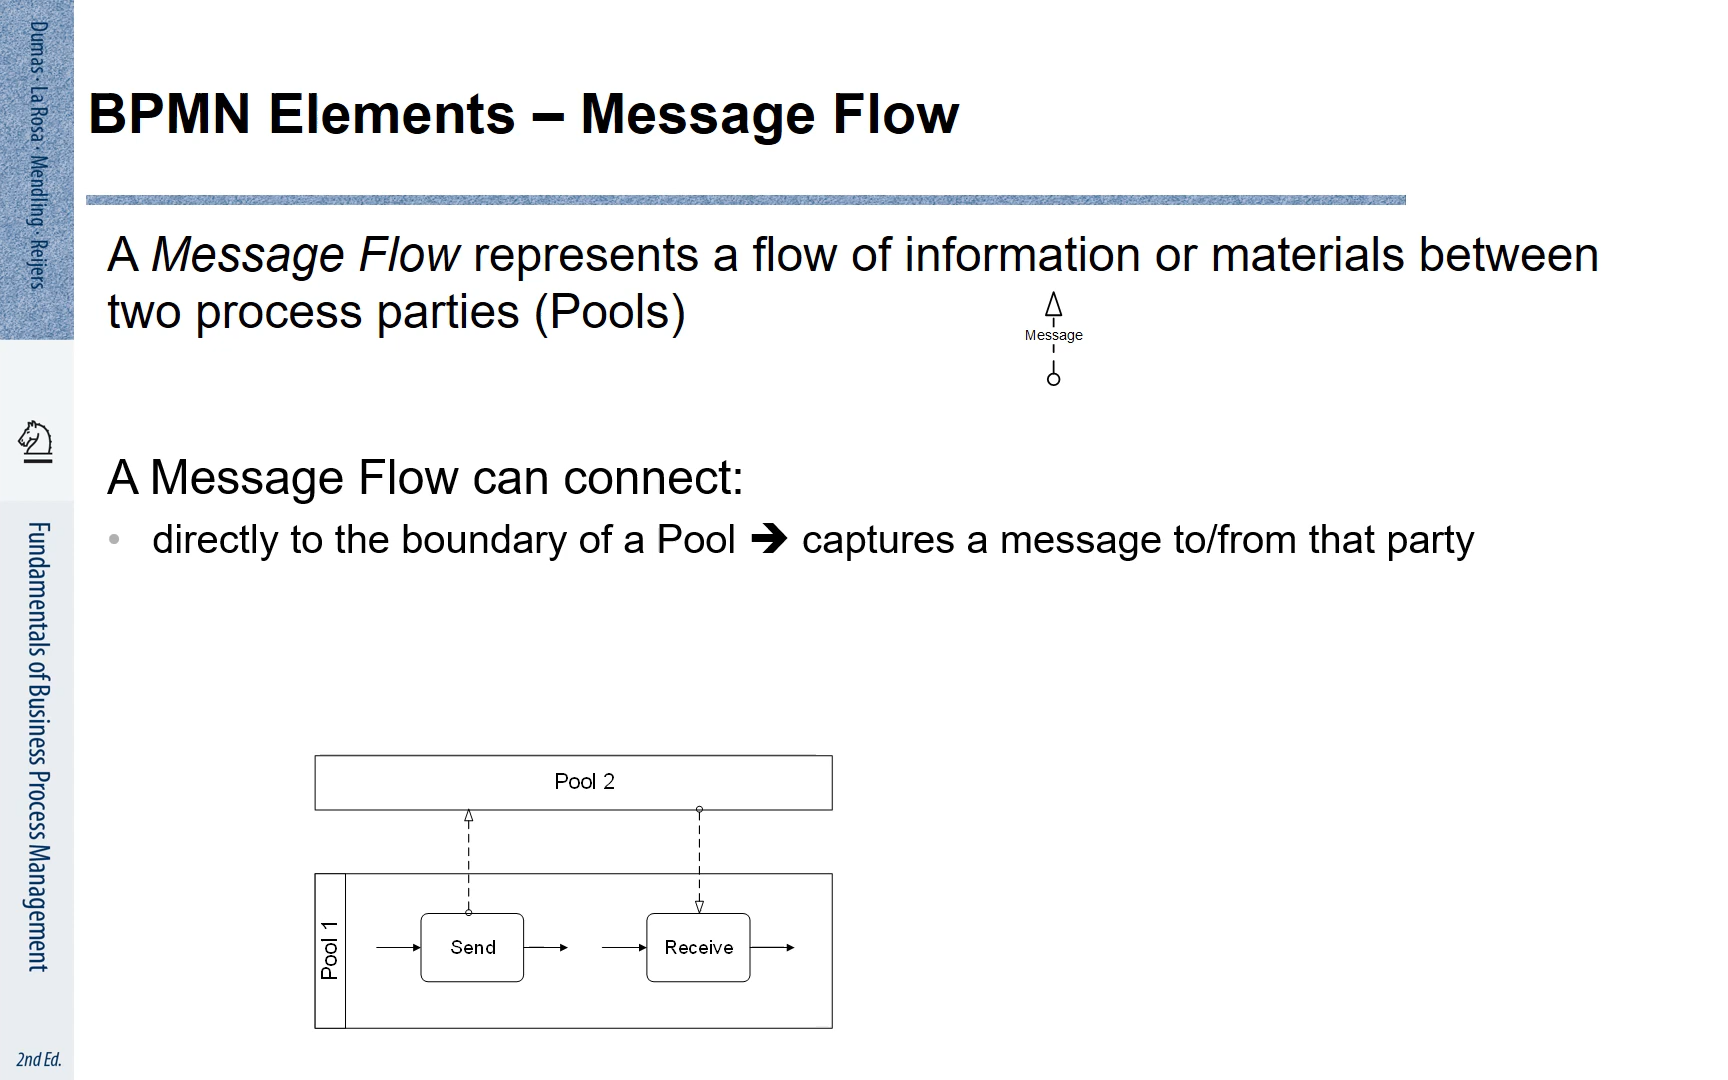 Dumas · La Rosa · Mendling · Reijers
Fundamentals of Business Process Management
2nd Ed.
BPMN Elements – Message Flow
A Message Flow represents a flow of information or materials between
two process parties (Pools)
Message
A Message Flow can connect:
• directly to the boundary of a Pool ➔ captures a message to/from that party
Pool 2
Pool 1
Send
Receive